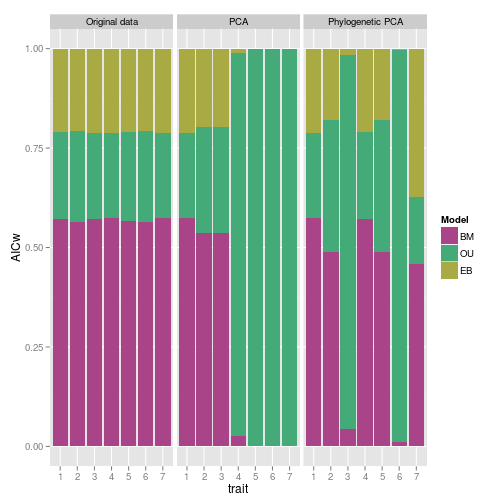 Original data PCA Phylogenetic PCA
1.00
0.75
0.50
0.25
0.00
AICw
1 2 3 4 5 6 7 1 2 3 4 5 6 7 1 2 3 4 5 6 7
trait
Model
BM
OU
EB